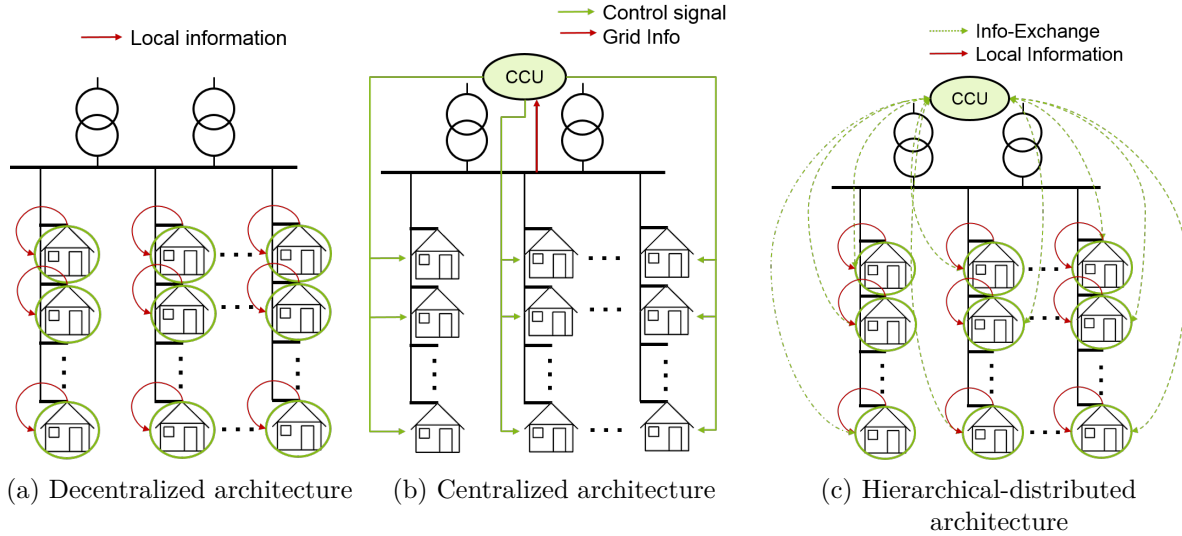 Local information
(a) Decentralized architecture
Control signal
Grid Info
CCU
(b) Centralized architecture
Info-Exchange
Local Information
CCU
(c) Hierarchical-distributed
architecture